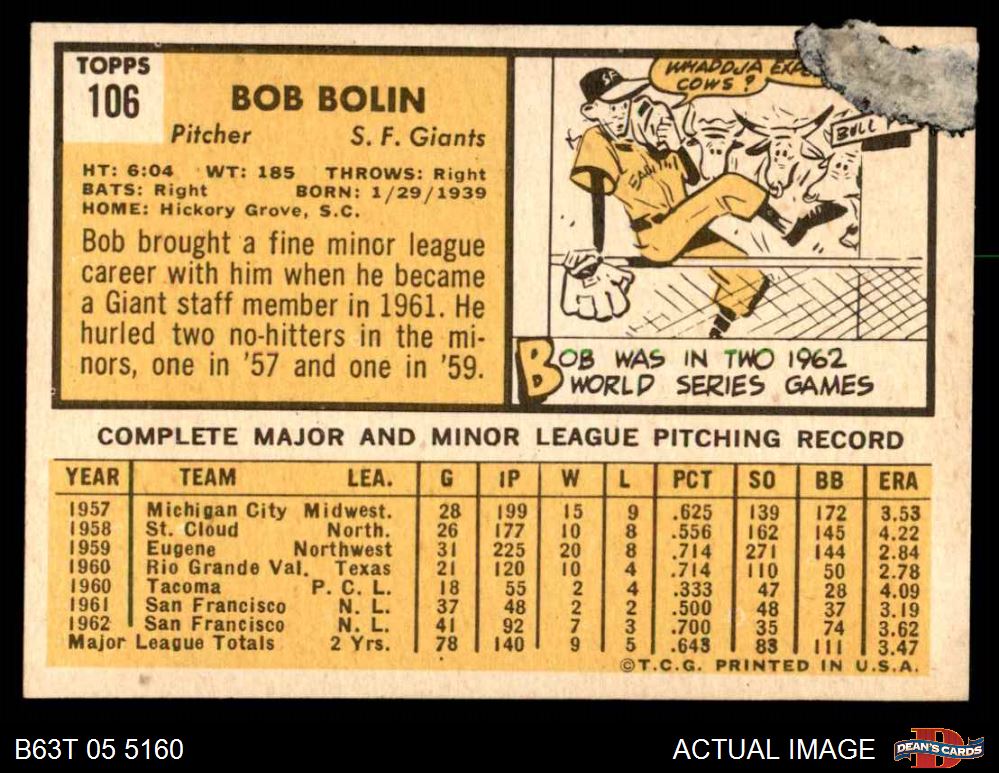 TOPPS
106
BOB BOLIN
Pitcher S. F. Giants
HT: 6:04 WT: 185 THROWS: Right
BATS: Right BORN: 1/29/1939
HOME: Hickory Grove, S.C.
Bob brought a fine minor league
career with him when he became
a Giant staff member in 1961. He
hurled two no-hitters in the mi-
nors, one in '57 and one in '59.
WHADDJA
COWS?
BULL
SF
BOB WAS IN TWO 1962
WORLD SERIES GAMES
COMPLETE MAJOR AND MINOR LEAGUE PITCHING RECORD
YEAR TEAM LEA. G IP W L PCT SO BB ERA
1957 Michigan City Midwest. 28 199 15 9 .625 139 172 3.53
1958 St. Cloud North. 26 177 10 8 .556 162 145 4.22
1959 Eugene Northwest 31 225 20 8 .714 271 144 2.84
1960 Rio Grande Val. Texas 21 120 10 4 .714 110 50 2.78
1960 Tacoma P. C. L. 18 55 2 4 .333 47 28 4.09
1961 San Francisco N. L. 37 48 2 2 .500 48 37 3.19
1962 San Francisco N. L. 41 92 7 3 .700 35 74 3.62
Major League Totals 2 Yrs. 78 140 9 5 .643 83 111 3.47
©T.C.G. PRINTED IN U.S.A.
B63T 05 5160 ACTUAL IMAGE
DEAN'S CARDS